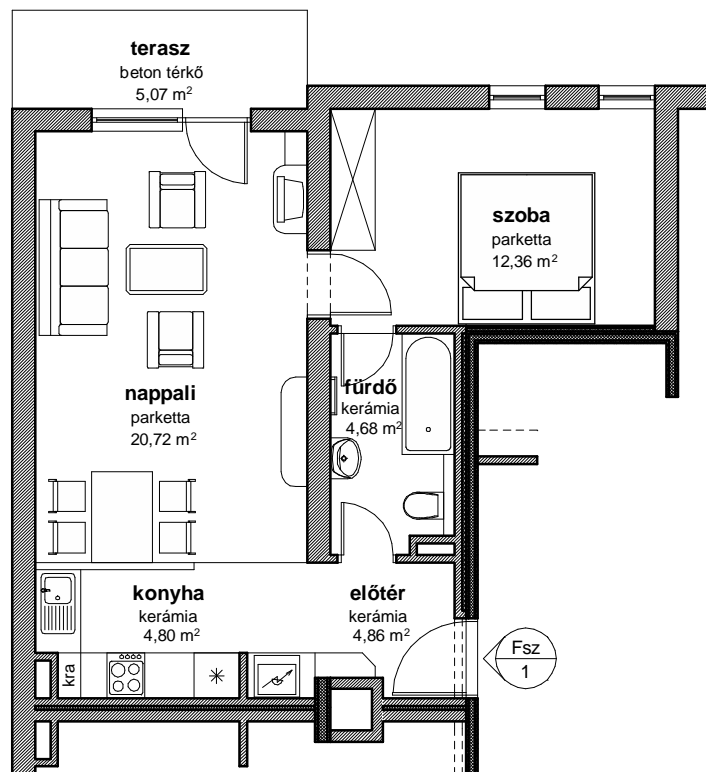 terasz
beton térkő
5,07 m²
szoba
parketta
12,36 m²
nappali
parketta
20,72 m²
fürdő
kerámia
4,68 m²
konyha
kerámia
4,80 m²
előtér
kerámia
4,86 m²
kra
Fsz
1